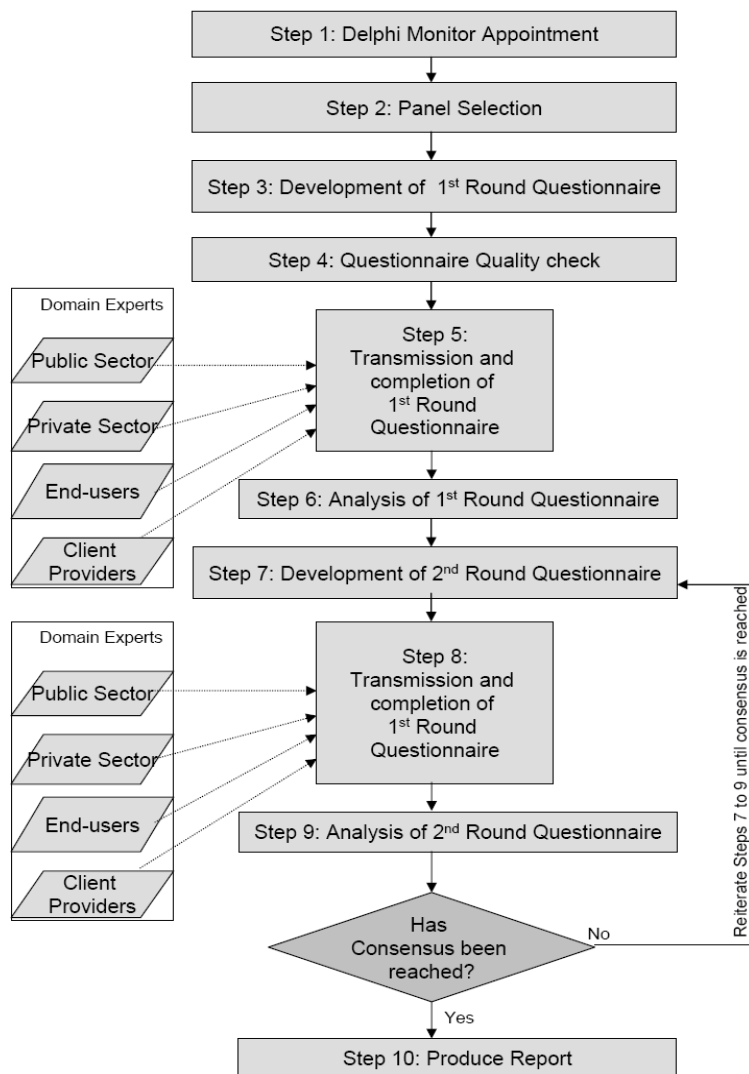 Step 1: Delphi Monitor Appointment
Step 2: Panel Selection
Step 3: Development of 1st Round Questionnaire
Step 4: Questionnaire Quality check
Domain Experts
Public Sector
Private Sector
End-users
Client
Providers
Step 5:
Transmission and
completion of
1st Round
Questionnaire
Step 6: Analysis of 1st Round Questionnaire
Step 7: Development of 2nd Round Questionnaire
Domain Experts
Public Sector
Private Sector
End-users
Client
Providers
Step 8:
Transmission and
completion of
1st Round
Questionnaire
Step 9: Analysis of 2nd Round Questionnaire
Has
Consensus been
reached?
No
Reiterate Steps 7 to 9 until consensus is reached
Yes
Step 10: Produce Report